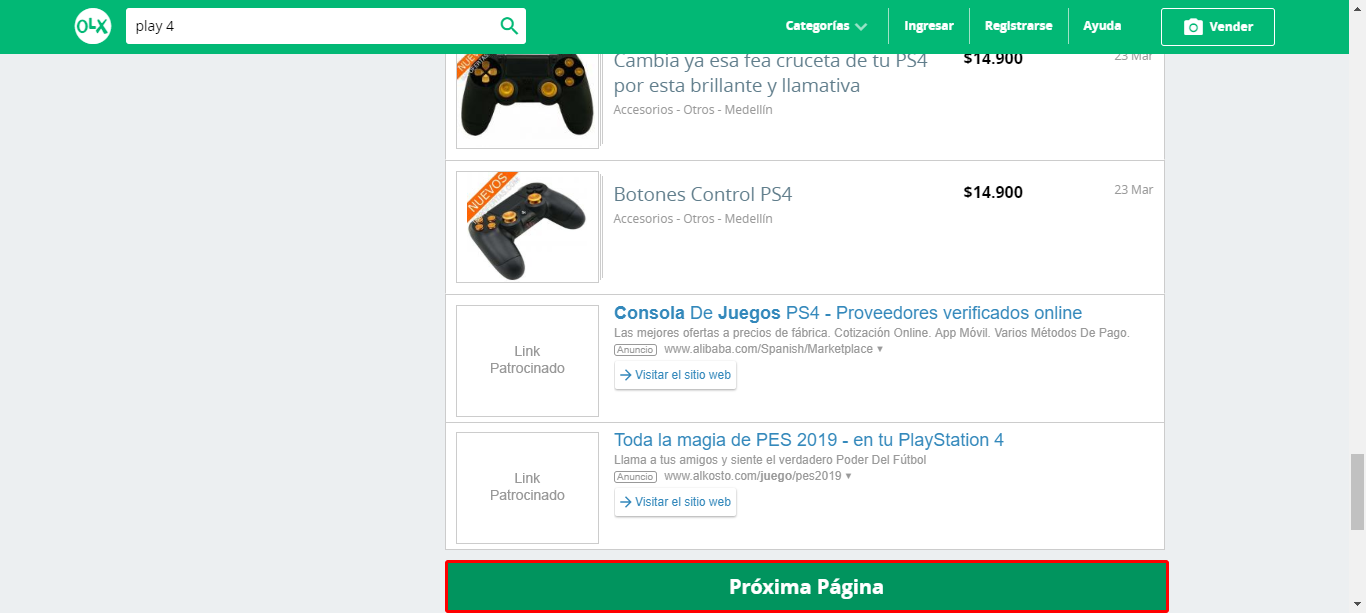 OLX
play 4
Categorías
Ingresar
Registrarse
Ayuda
Vender
Cambia ya esa fea cruceta de tu PS4
por esta brillante y llamativa
Accesorios - Otros - Medellín
$14.900
23 Mar
NUEVOS
Botones Control PS4
Accesorios - Otros - Medellín
$14.900
23 Mar
Link
Patrocinado
Consola De Juegos PS4 - Proveedores verificados online
Las mejores ofertas a precios de fábrica. Cotización Online. App Móvil. Varios Métodos De Pago.
Anuncio www.alibaba.com/Spanish/Marketplace ▾
→ Visitar el sitio web
Link
Patrocinado
Toda la magia de PES 2019 - en tu PlayStation 4
Llama a tus amigos y siente el verdadero Poder Del Fútbol
Anuncio www.alkosto.com/juego/pes2019 ▾
→ Visitar el sitio web
Próxima Página